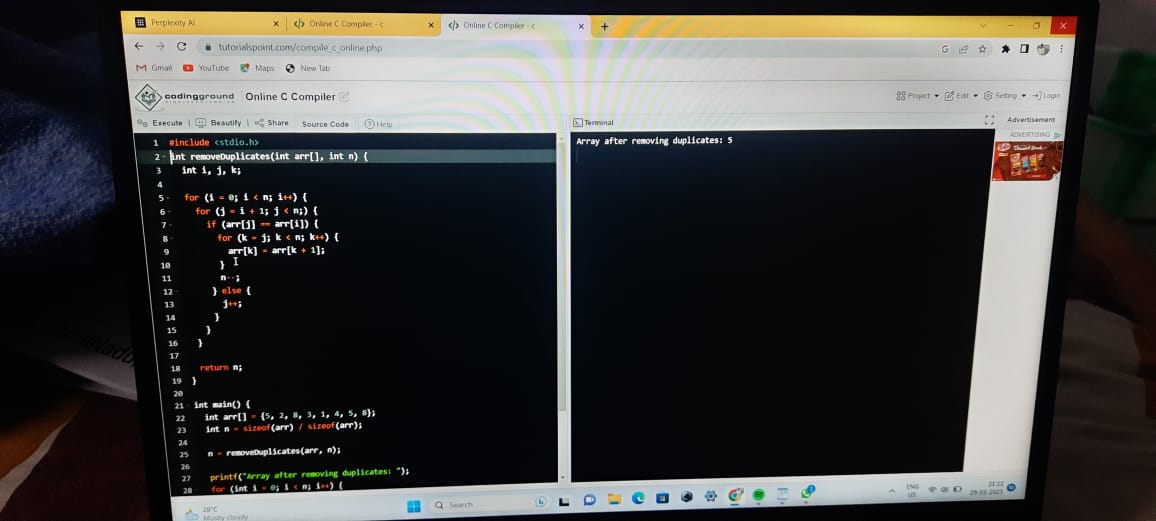 Perplexity AI
Online C Compiler - c
Online C Compiler - c
tutorialspoint.com/compile_c_online.php
Gmail
YouTube
Maps
New Tab
codingground
Online C Compiler
Project
Edit
Setting
Login
Execute | Beautify | Share Source Code Help
Terminal
Advertisement
ADVERTISING
1 #include <stdio.h>
2 int removeDuplicates(int arr[], int n) {
3 int i, j, k;
4
5 for (i = 0; i < n; i++) {
6 for (j = i + 1; j < n;) {
7 if (arr[j] == arr[i]) {
8 for (k = j; k < n; k++) {
9 arr[k] = arr[k + 1];
10 }
11 n--;
12 } else {
13 j++;
14 }
15 }
16 }
17
18 return n;
19 }
20
21 int main() {
22 int arr[] = {5, 2, 8, 3, 1, 4, 5, 8};
23 int n = sizeof(arr) / sizeof(arr);
24
25 n = removeDuplicates(arr, n);
26
27 printf("Array after removing duplicates: ");
28 for (int i = 0; i < n; i++) {
Array after removing duplicates: 5
28°C
Mostly cloudy
Search
ENG
US
21:22
29-03-2023